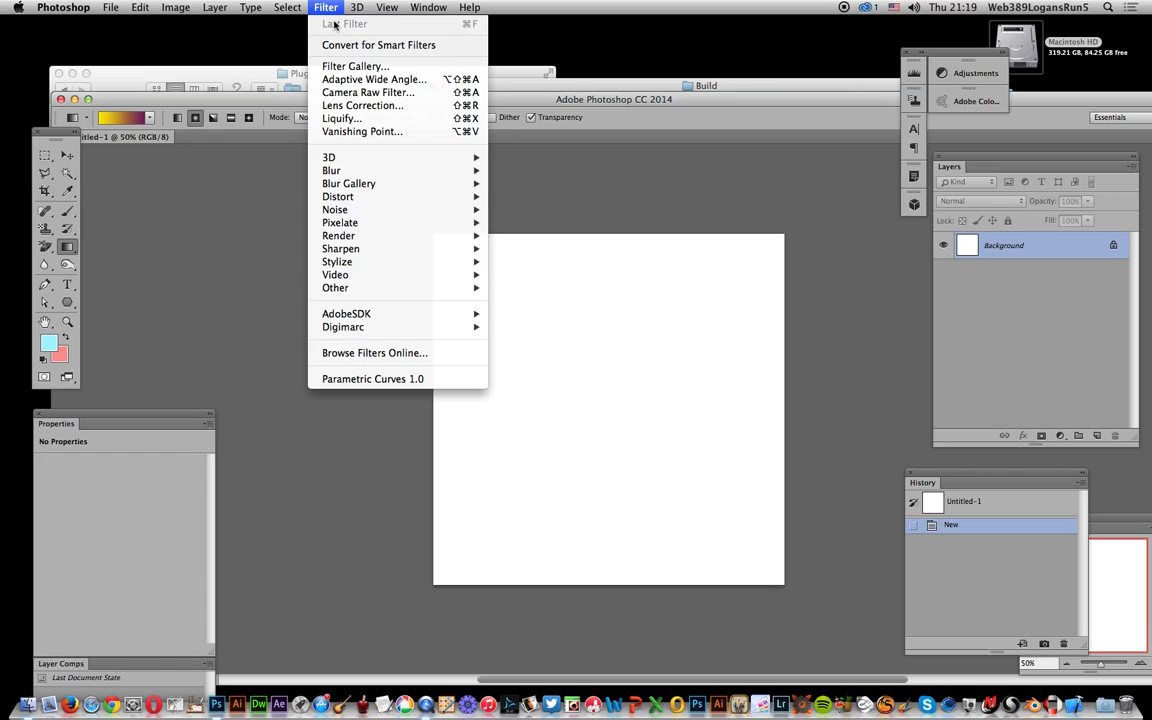 Photoshop File Edit Image Layer Type Select Filter 3D View Window Help 1 Thu 21:19 Web389LogansRun5
Last Filter ⌘F
Convert for Smart Filters
Filter Gallery...
Adaptive Wide Angle... ⌥⇧⌘A
Camera Raw Filter... ⇧⌘A
Lens Correction... ⇧⌘R
Liquify... ⇧⌘X
Vanishing Point... ⌥⌘V
3D
Blur
Blur Gallery
Distort
Noise
Pixelate
Render
Sharpen
Stylize
Video
Other
AdobeSDK
Digimarc
Browse Filters Online...
Parametric Curves 1.0
Macintosh HD
319.21 GB, 84.25 GB free
Build
Adobe Photoshop CC 2014
Mode: Dither Transparency Essentials
@ 50% (RGB/8)
Adjustments
Adobe Colo...
Layers
Kind
Normal Opacity: 100%
Lock: Fill: 100%
Background
Properties
No Properties
History
Untitled-1
New
Layer Comps
Last Document State
50%